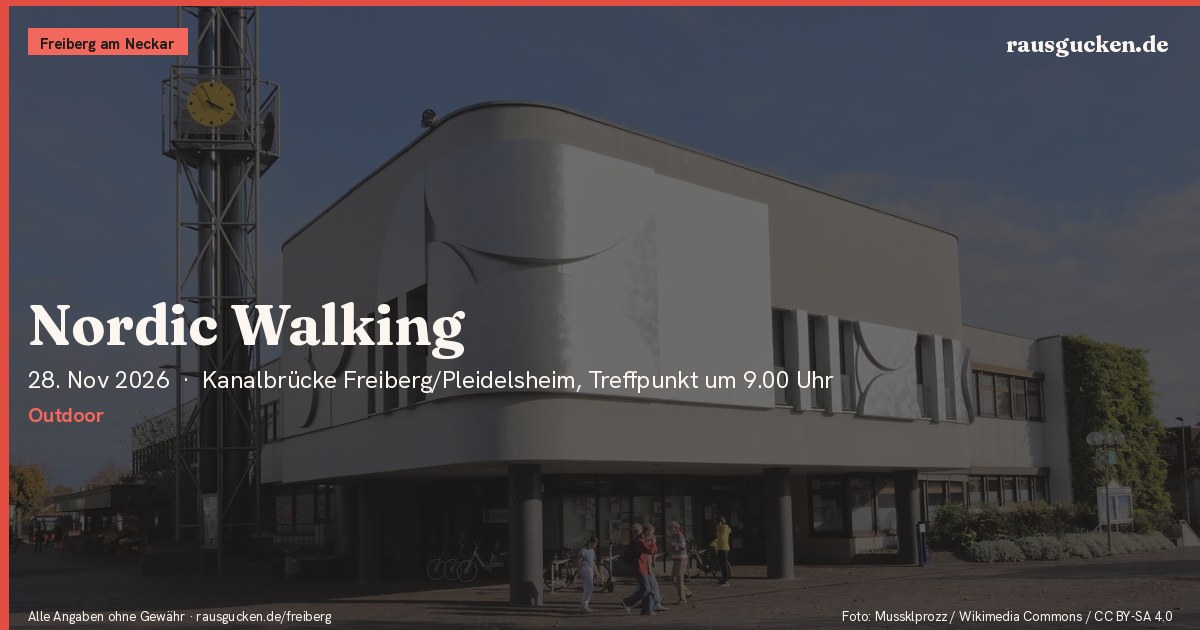 Freiberg am Neckar
rausgucken.de
Nordic Walking
28. Nov 2026 · Kanalbrücke Freiberg/Pleidelsheim, Treffpunkt um 9.00 Uhr
Outdoor
Alle Angaben ohne Gewähr · rausgucken.de/freiberg
Foto: Mussklprozz / Wikimedia Commons / CC BY-SA 4.0